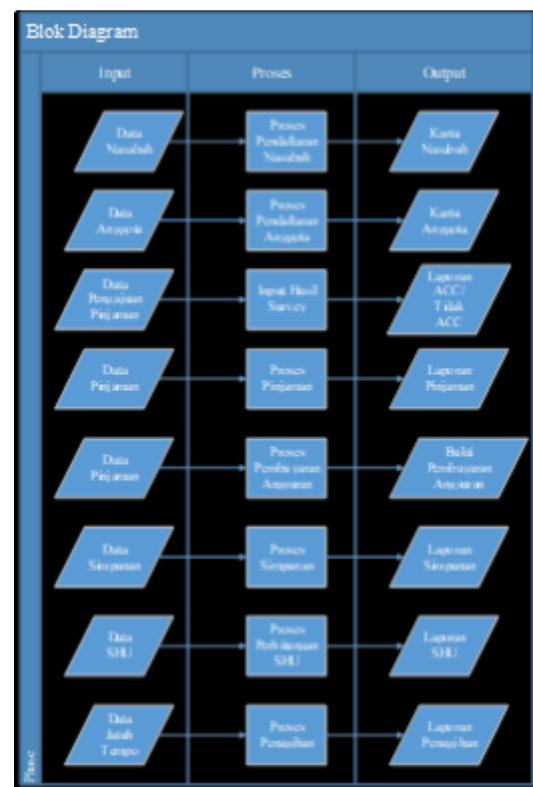 Blok Diagram
Input
Proses
Output
Data
Nasabah
Proses
Pendaftaran
Nasabah
Kartu
Nasabah
Data
Anggota
Proses
Pendaftaran
Anggota
Kartu
Anggota
Data
Pengajuan
Pinjaman
Input Hasil
Survey
Laporan
ACC/
Tidak
ACC
Data
Pinjaman
Proses
Pinjaman
Laporan
Pinjaman
Data
Pinjaman
Proses
Pembayaran
Angsuran
Bukti
Pembayaran
Angsuran
Data
Simpanan
Proses
Simpanan
Laporan
Simpanan
Data
SHU
Proses
Perhitungan
SHU
Laporan
SHU
Data
Jatuh
Tempo
Proses
Penagihan
Laporan
Penagihan
Phase